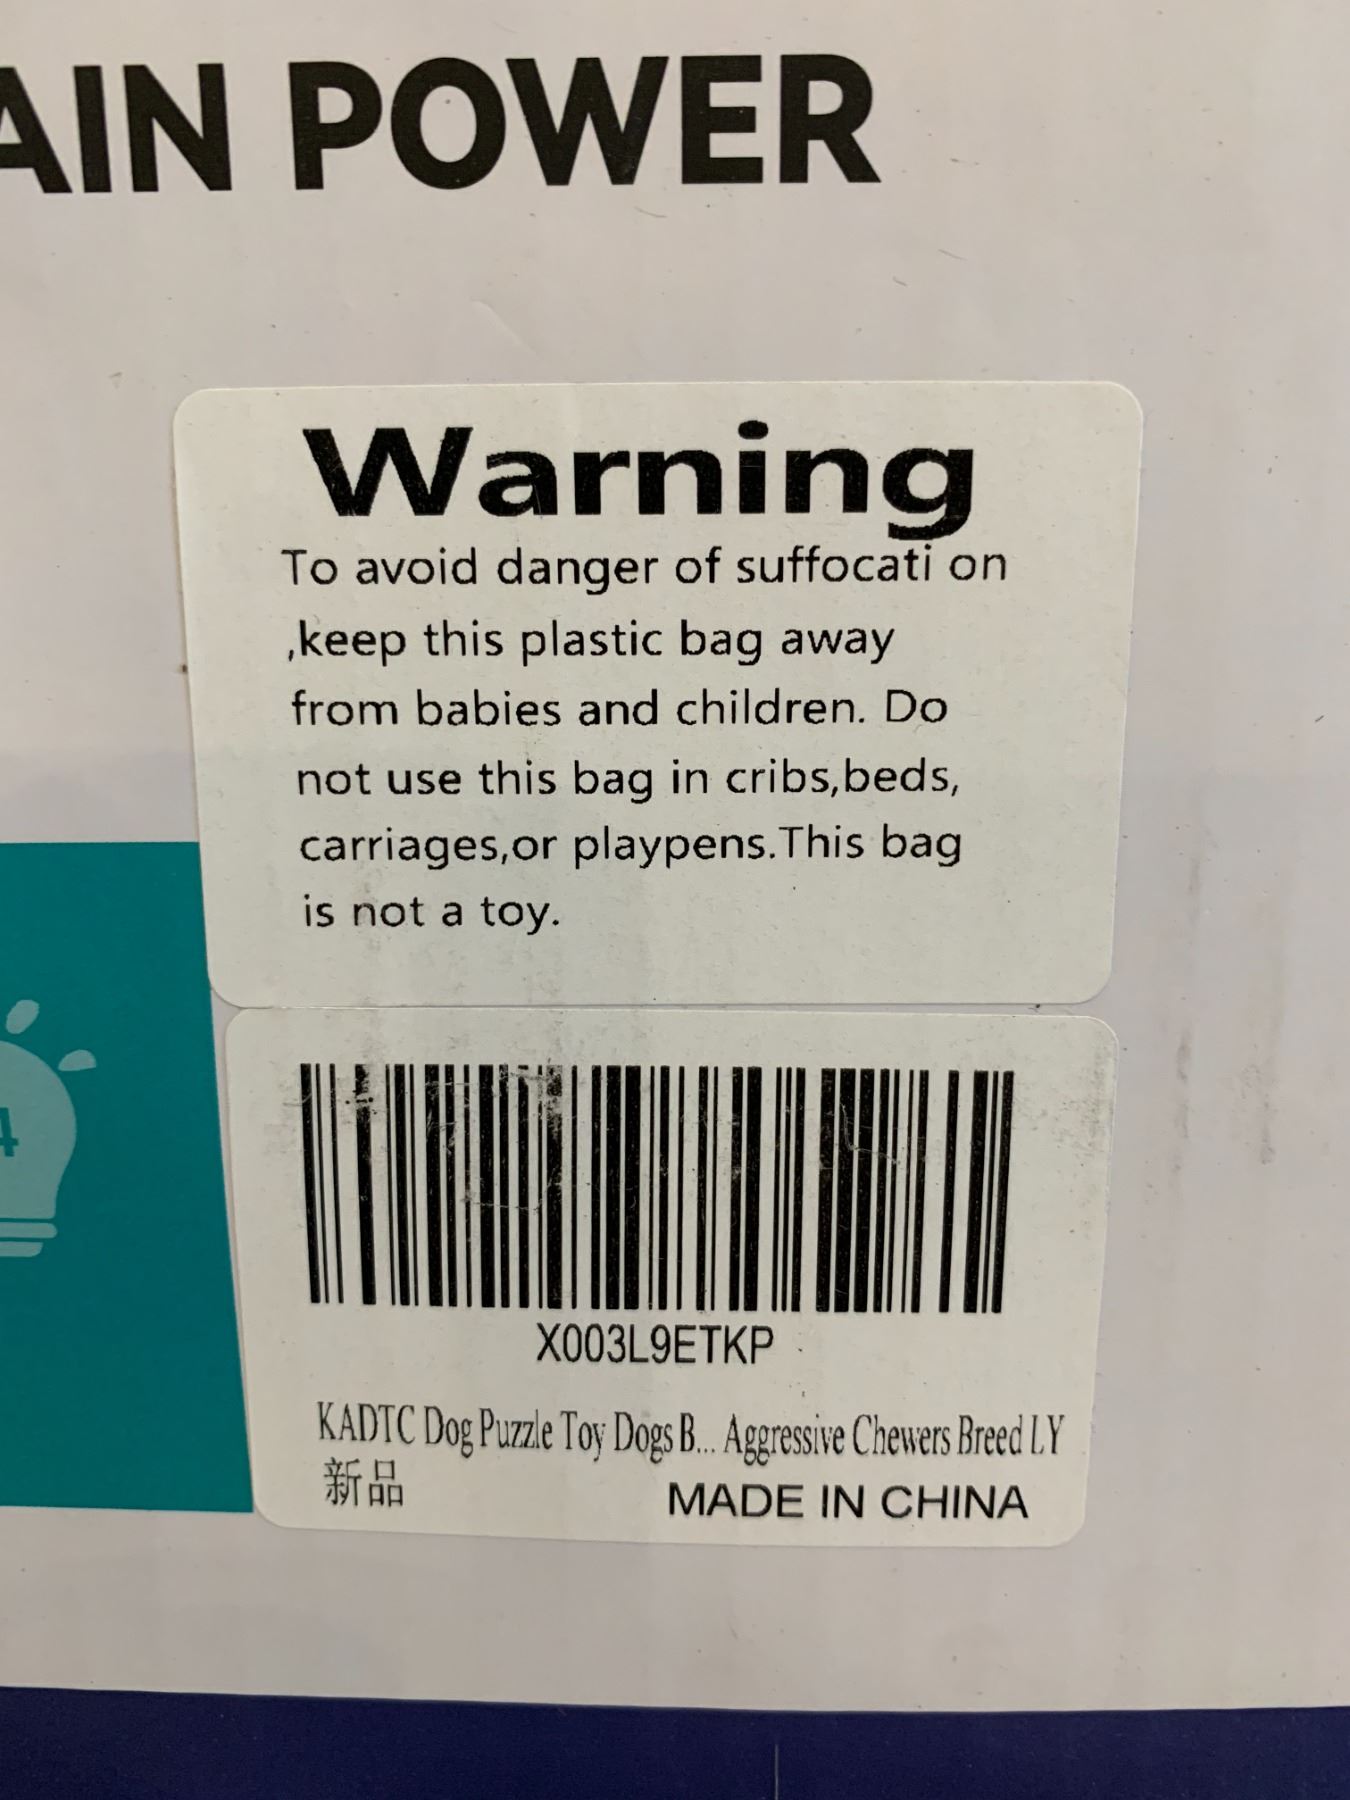 AIN POWER
Warning
To avoid danger of suffocati on
,keep this plastic bag away
from babies and children. Do
not use this bag in cribs,beds,
carriages,or playpens.This bag
is not a toy.
4
X003L9ETKP
KADTC Dog Puzzle Toy Dogs B... Aggressive Chewers Breed LY
新品
MADE IN CHINA